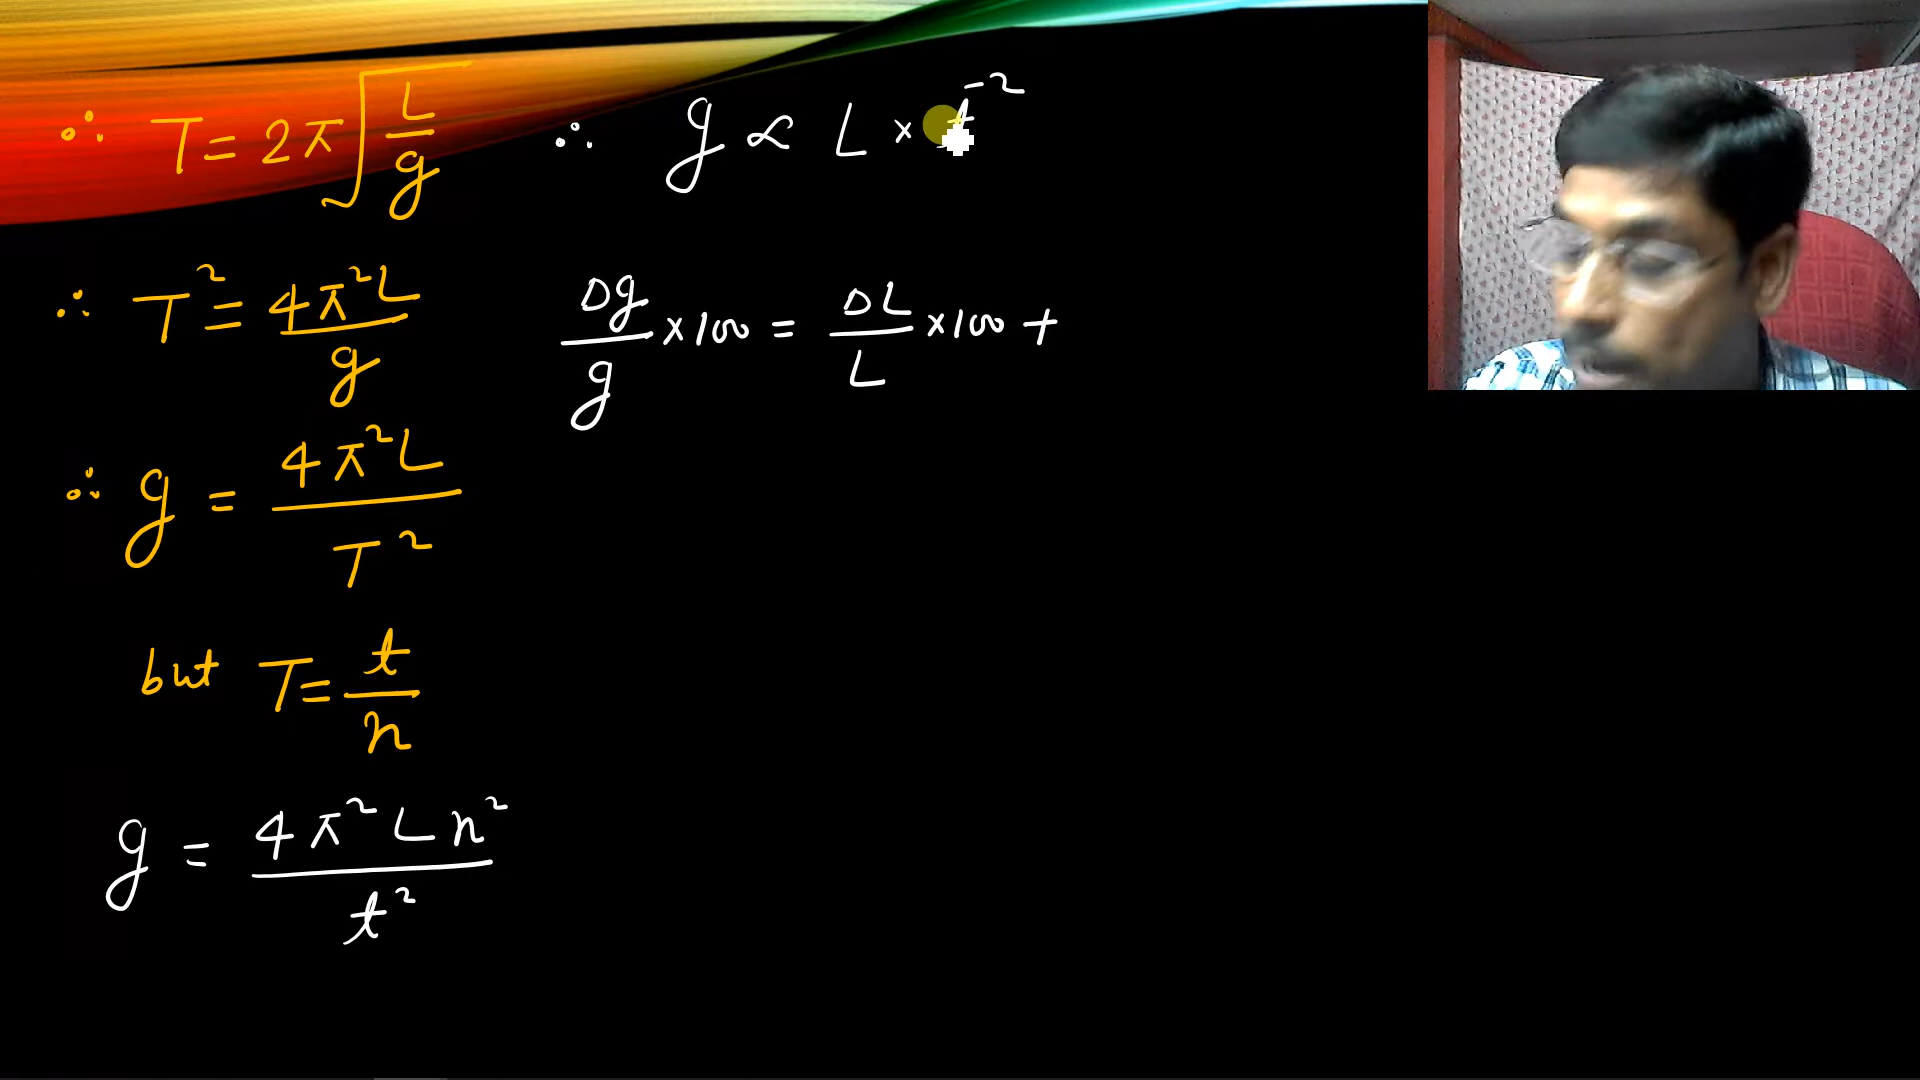 ∴ T = 2π√(L/g)
∴ T² = 4π²L/g
∴ g = 4π²L/T²
but T = t/n
g = 4π²Ln²/t²
∴ g ∝ L × t⁻²
Δg/g ×100 = ΔL/L ×100 +